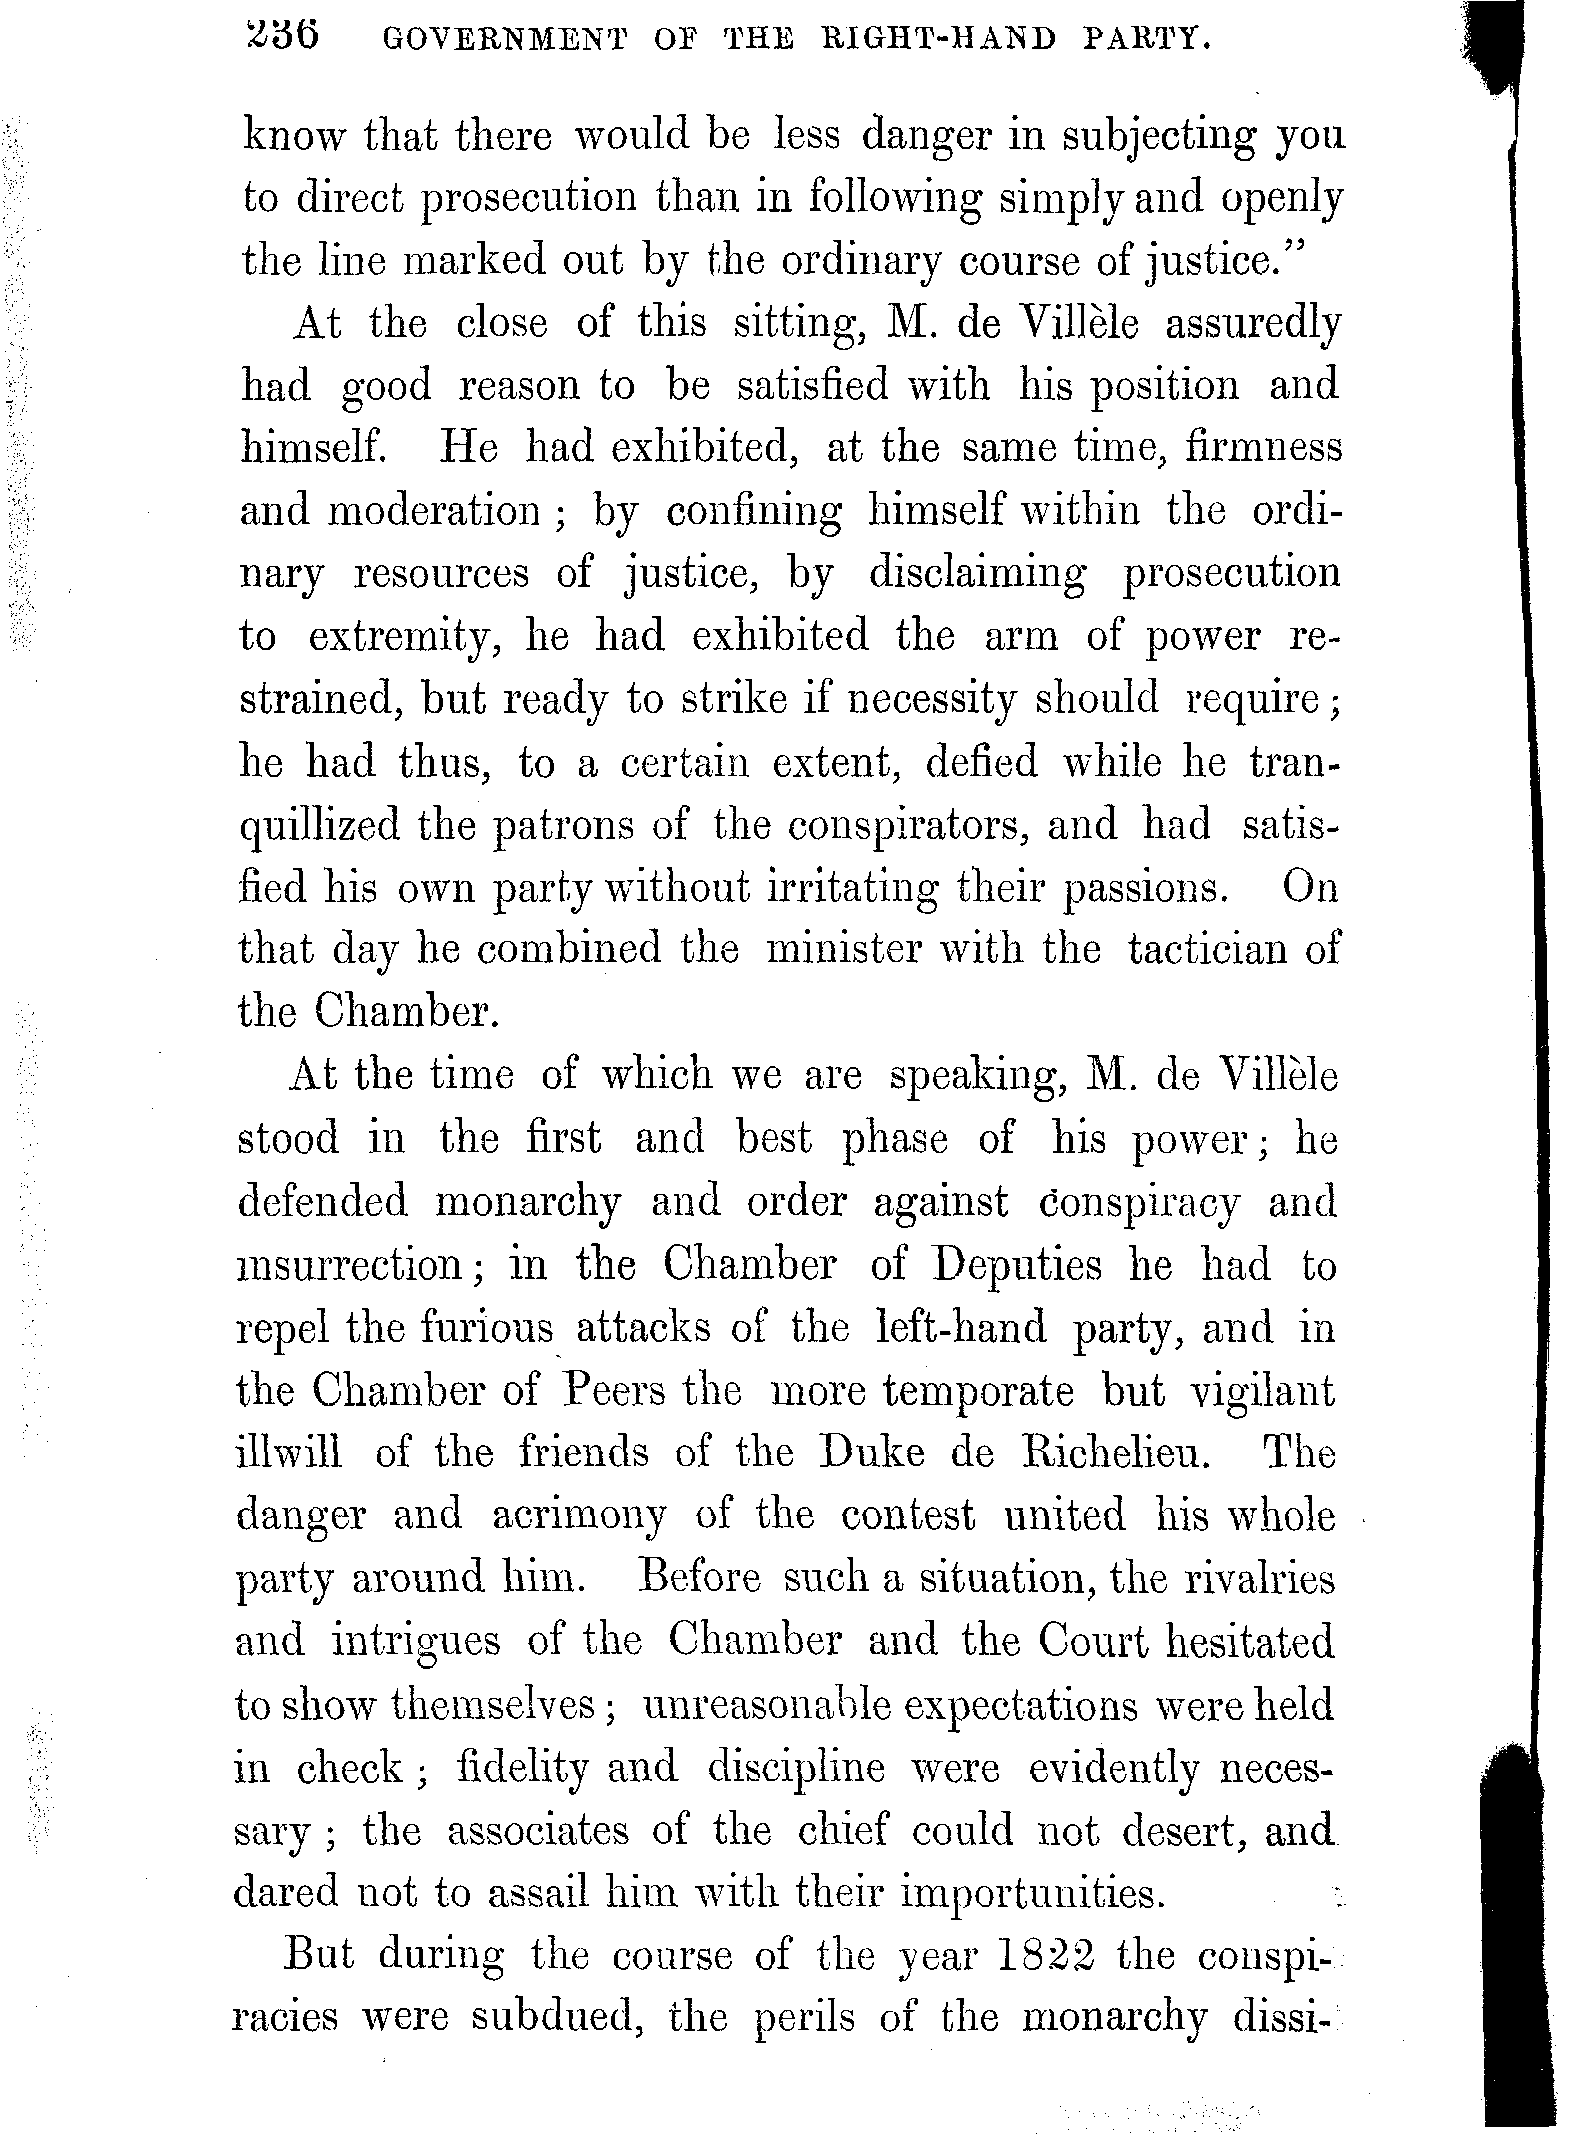 236 GOVERNMENT OF THE RIGHT-HAND PARTY.
know that there would be less danger in subjecting you
to direct prosecution than in following simply and openly
the line marked out by the ordinary course of justice.”
At the close of this sitting, M. de Villèle assuredly
had good reason to be satisfied with his position and
himself. He had exhibited, at the same time, firmness
and moderation ; by confining himself within the ordi-
nary resources of justice, by disclaiming prosecution
to extremity, he had exhibited the arm of power re-
strained, but ready to strike if necessity should require ;
he had thus, to a certain extent, defied while he tran-
quillized the patrons of the conspirators, and had satis-
fied his own party without irritating their passions. On
that day he combined the minister with the tactician of
the Chamber.
At the time of which we are speaking, M. de Villèle
stood in the first and best phase of his power ; he
defended monarchy and order against conspiracy and
insurrection ; in the Chamber of Deputies he had to
repel the furious attacks of the left-hand party, and in
the Chamber of Peers the more temporate but vigilant
illwill of the friends of the Duke de Richelieu. The
danger and acrimony of the contest united his whole
party around him. Before such a situation, the rivalries
and intrigues of the Chamber and the Court hesitated
to show themselves ; unreasonable expectations were held
in check ; fidelity and discipline were evidently neces-
sary ; the associates of the chief could not desert, and
dared not to assail him with their importunities.
But during the course of the year 1822 the conspi-
racies were subdued, the perils of the monarchy dissi-